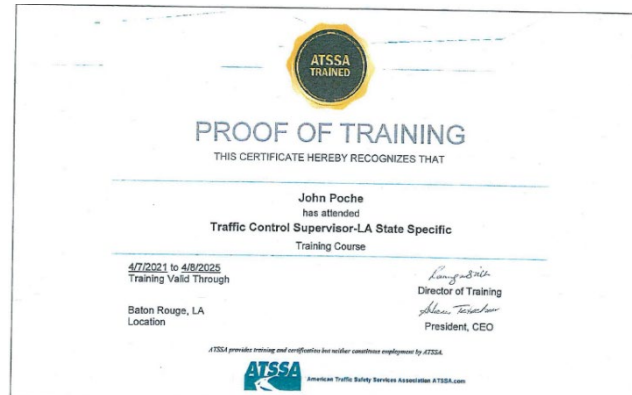 ATSSA
TRAINED
PROOF OF TRAINING
THIS CERTIFICATE HEREBY RECOGNIZES THAT
John Poche
has attended
Traffic Control Supervisor-LA State Specific
Training Course
4/7/2021 to 4/8/2025
Training Valid Through
Director of Training
Baton Rouge, LA
Location
President, CEO
ATSSA provides training and certification but neither constitutes employment by ATSSA.
ATSSA
American Traffic Safety Services Association ATSSA.com